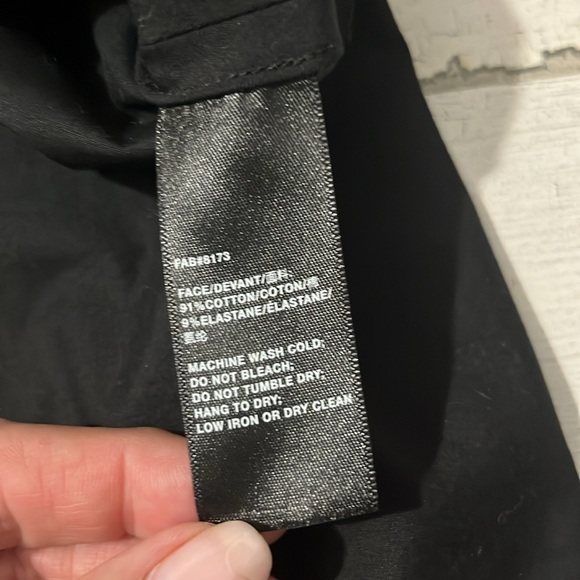 FAB#8173
FACE/DEVANT/面料:
91%COTTON/COTON/棉
9%ELASTANE/ÉLASTANE/
氨纶
MACHINE WASH COLD;
DO NOT BLEACH;
DO NOT TUMBLE DRY;
HANG TO DRY;
LOW IRON OR DRY CLEAN